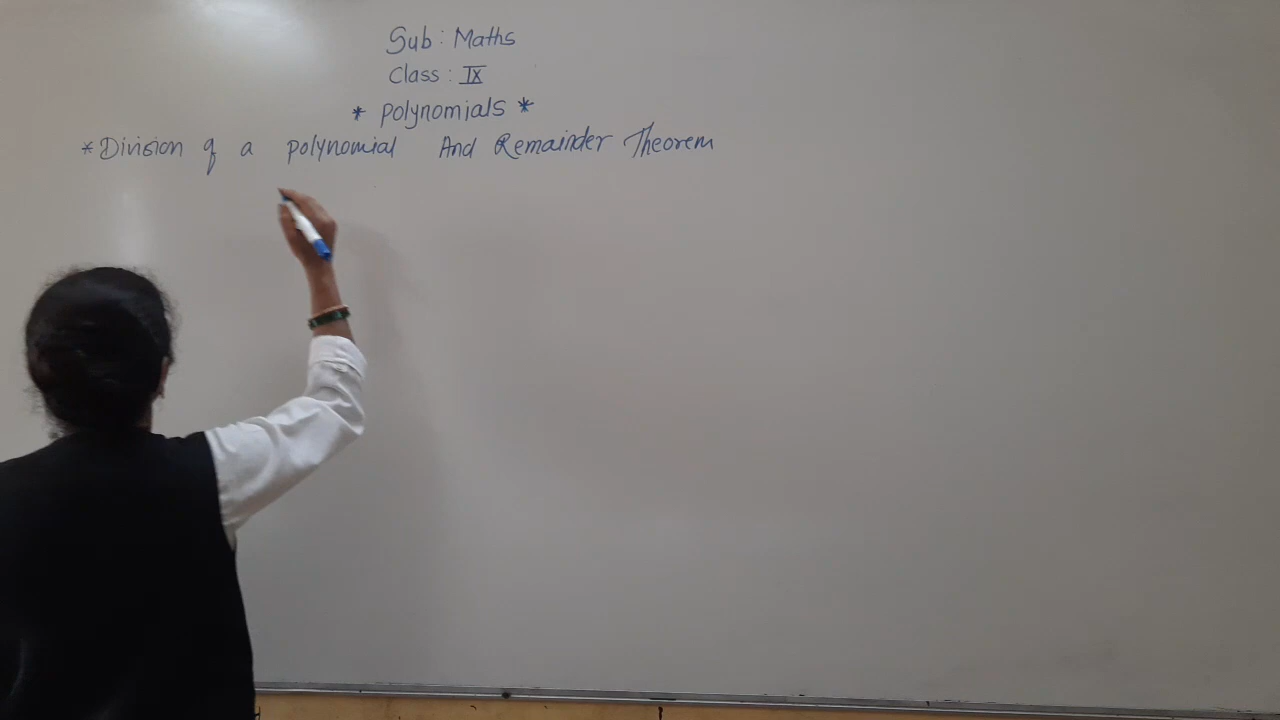 Sub : Maths
Class : IX
* Polynomials *
* Division of a polynomial And Remainder Theorem